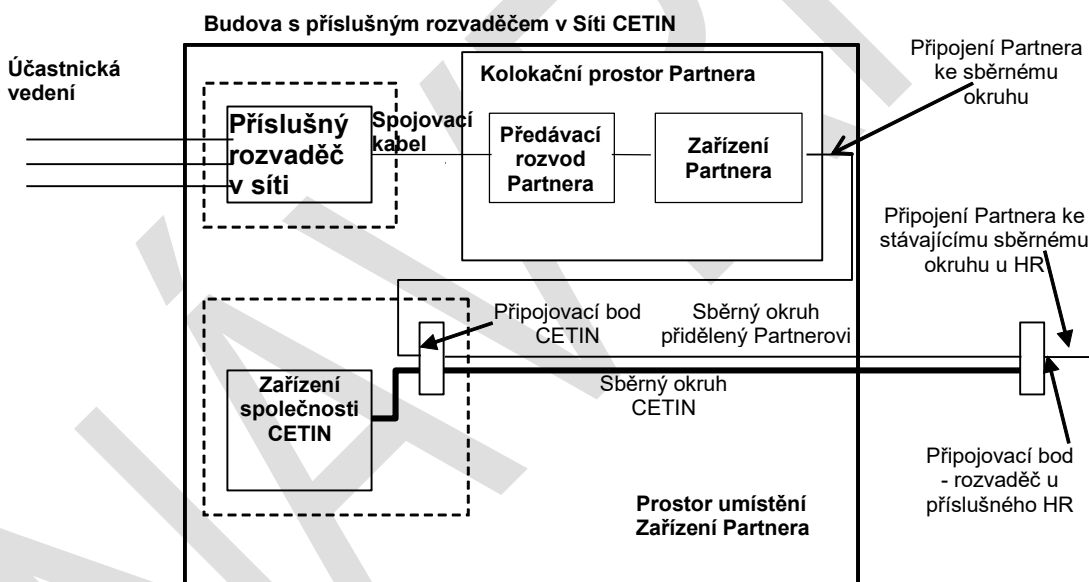 Budova s příslušným rozvaděčem v Síti CETIN
Účastnická
vedení
Příslušný
rozvaděč
v síti
Spojovací
kabel
Kolokační prostor Partnera
Předávací
rozvod
Partnera
Zařízení
Partnera
Připojení Partnera
ke sběrnému
okruhu
Připojení Partnera ke
stávajícímu sběrnému
okruhu u HR
Připojovací bod
CETIN
Sběrný okruh
přidělený Partnerovi
Zařízení
společnosti
CETIN
Sběrný okruh
CETIN
Připojovací bod
- rozvaděč u
příslušného HR
Prostor umístění
Zařízení Partnera
NÁVR